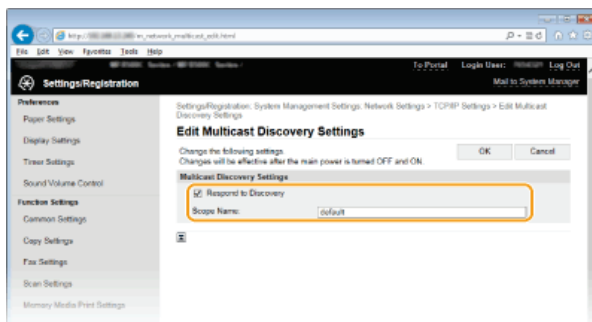 http://
/m_network_multicast_edit.html
File Edit View Favorites Tools Help
To Portal Login User: Log Out
Settings/Registration
Mail to System Manager
Preferences
Paper Settings
Display Settings
Timer Settings
Sound Volume Control
Function Settings
Common Settings
Copy Settings
Fax Settings
Scan Settings
Memory Media Print Settings
Settings/Registration: System Management Settings: Network Settings > TCP/IP Settings > Edit Multicast
Discovery Settings
Edit Multicast Discovery Settings
Change the following settings.
Changes will be effective after the main power is turned OFF and ON.
OK Cancel
Multicast Discovery Settings
Respond to Discovery
Scope Name: default